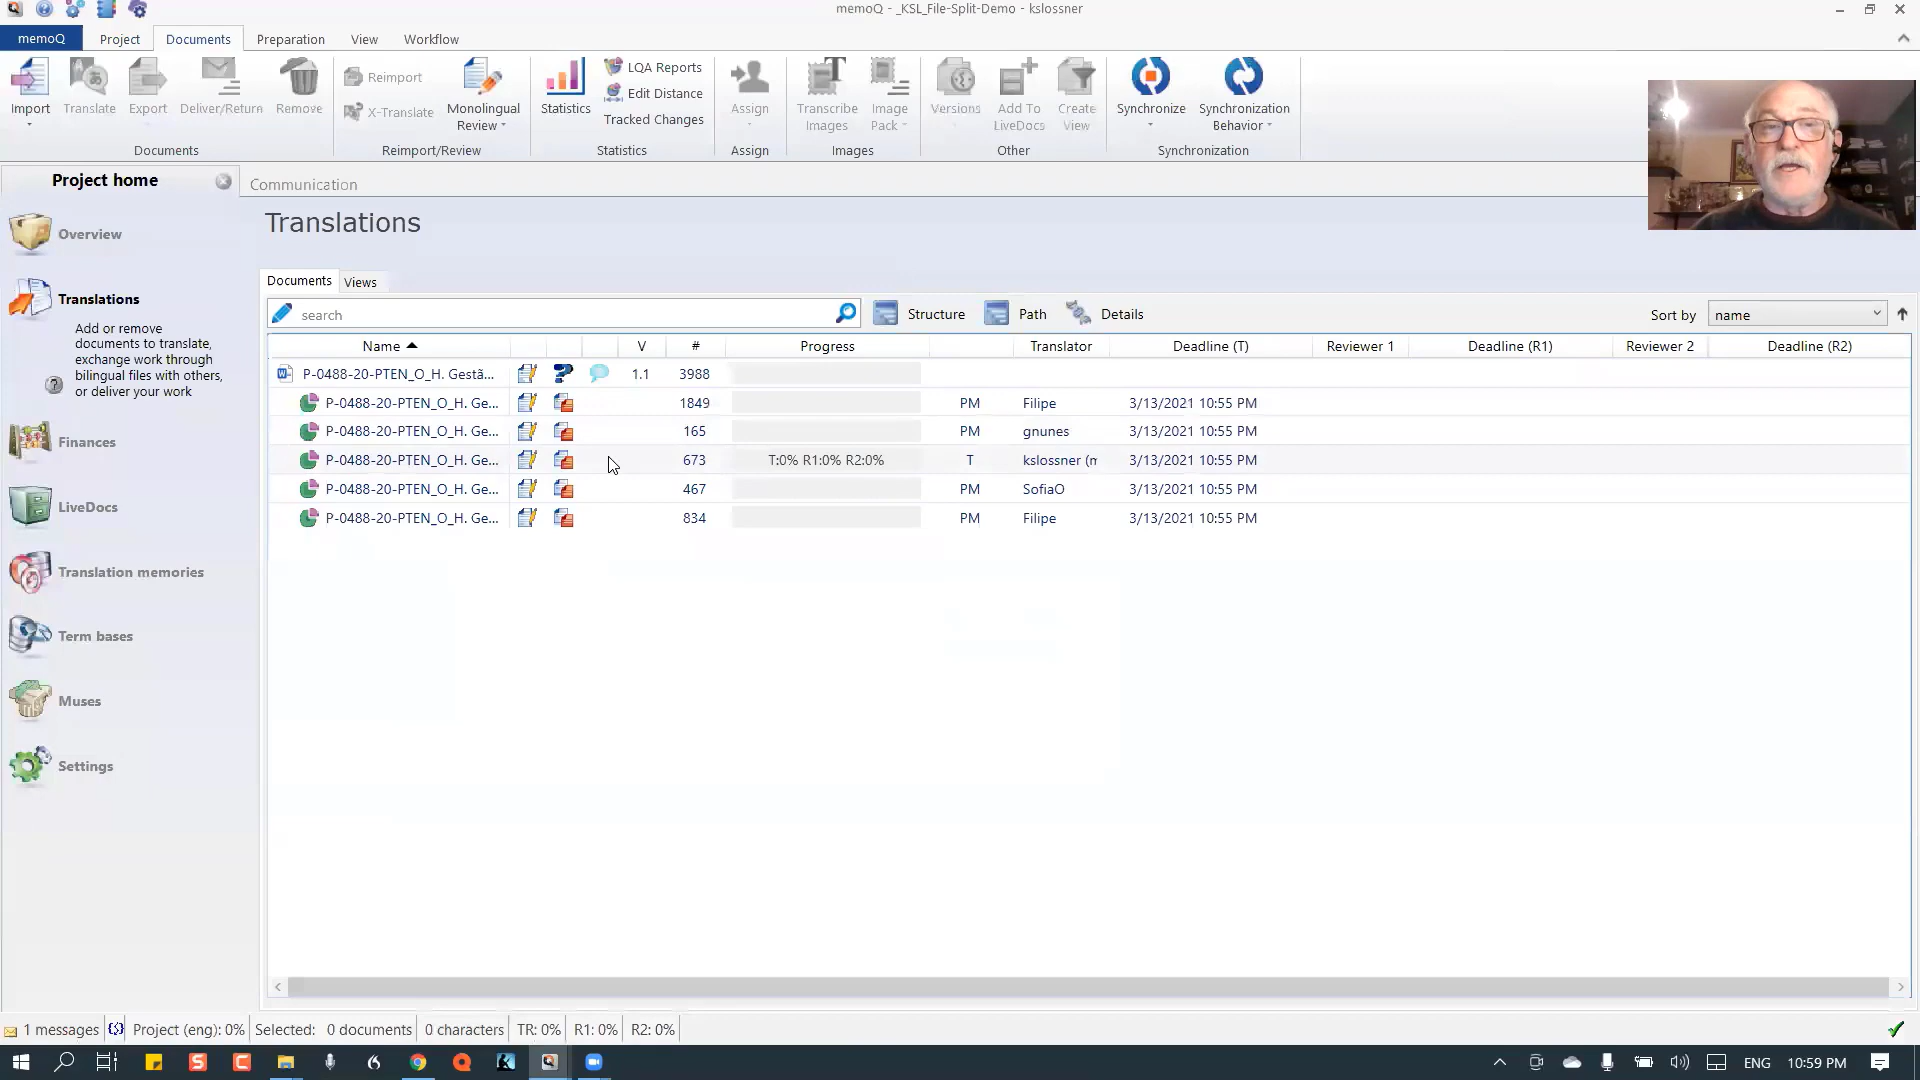 memoQ - _KSL_File-Split-Demo - kslossner
memoQ Project Documents Preparation View Workflow
Import Translate Export Deliver/Return Remove
Reimport
X-Translate
Monolingual
Review
Statistics
LQA Reports
Edit Distance
Tracked Changes
Assign
Transcribe
Images
Image
Pack
Versions
Add To
LiveDocs
Create
View
Synchronize
Synchronization
Behavior
Documents Reimport/Review Statistics Assign Images Other Synchronization
Project home
Communication
Translations
Overview
Translations
Add or remove
documents to translate,
exchange work through
bilingual files with others,
or deliver your work
Finances
LiveDocs
Translation memories
Term bases
Muses
Settings
Documents Views
search
Structure Path Details
Sort by name
Name V # Progress Translator Deadline (T) Reviewer 1 Deadline (R1) Reviewer 2 Deadline (R2)
P-0488-20-PTEN_O_H. Gestã... 1.1 3988
P-0488-20-PTEN_O_H. Ge... 1849 PM Filipe 3/13/2021 10:55 PM
P-0488-20-PTEN_O_H. Ge... 165 PM gnunes 3/13/2021 10:55 PM
P-0488-20-PTEN_O_H. Ge... 673 T:0% R1:0% R2:0% T kslossner (m 3/13/2021 10:55 PM
P-0488-20-PTEN_O_H. Ge... 467 PM SofiaO 3/13/2021 10:55 PM
P-0488-20-PTEN_O_H. Ge... 834 PM Filipe 3/13/2021 10:55 PM
1 messages Project (eng): 0% Selected: 0 documents 0 characters TR: 0% R1: 0% R2: 0%
ENG 10:59 PM